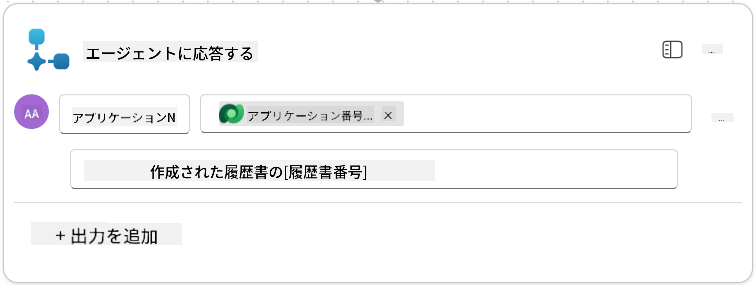 エージェントに応答する
...
AA
アプリケーションN
アプリケーション番号... ×
...
作成された履歴書の[履歴書番号]
+ 出力を追加